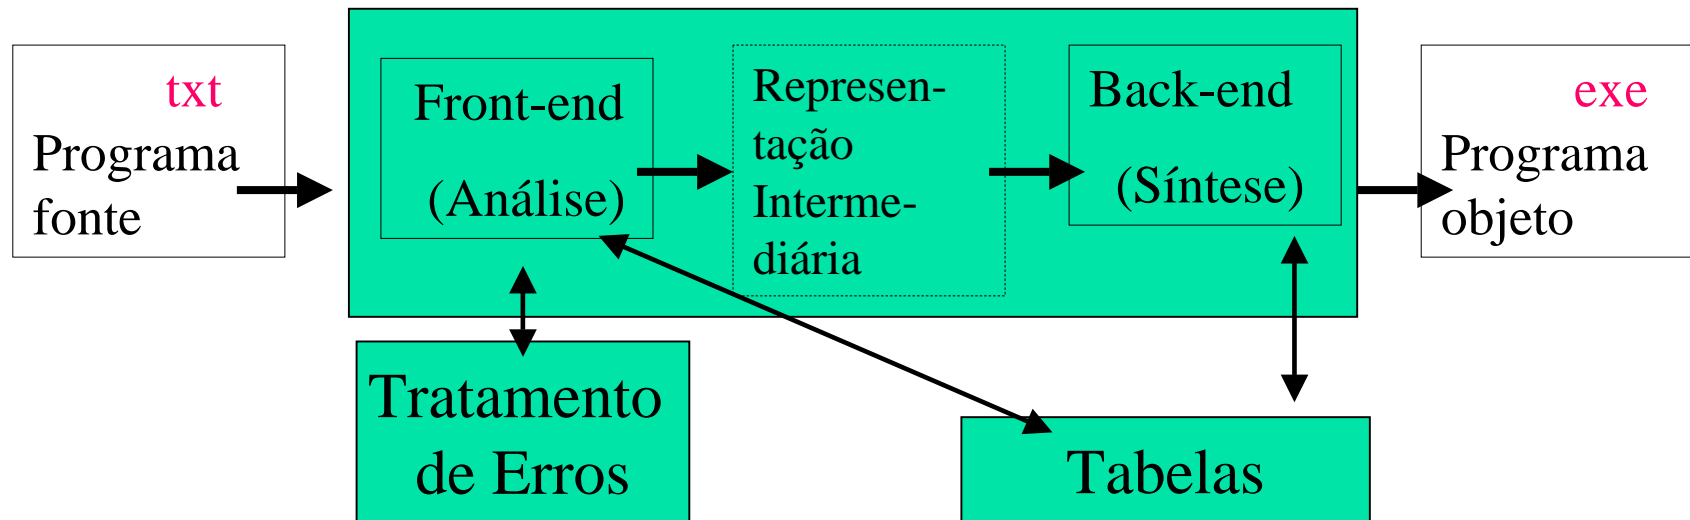 txt
Programa
fonte
Front-end
(Análise)
Represen-
tação
Interme-
diária
Back-end
(Síntese)
exe
Programa
objeto
Tratamento
de Erros
Tabelas